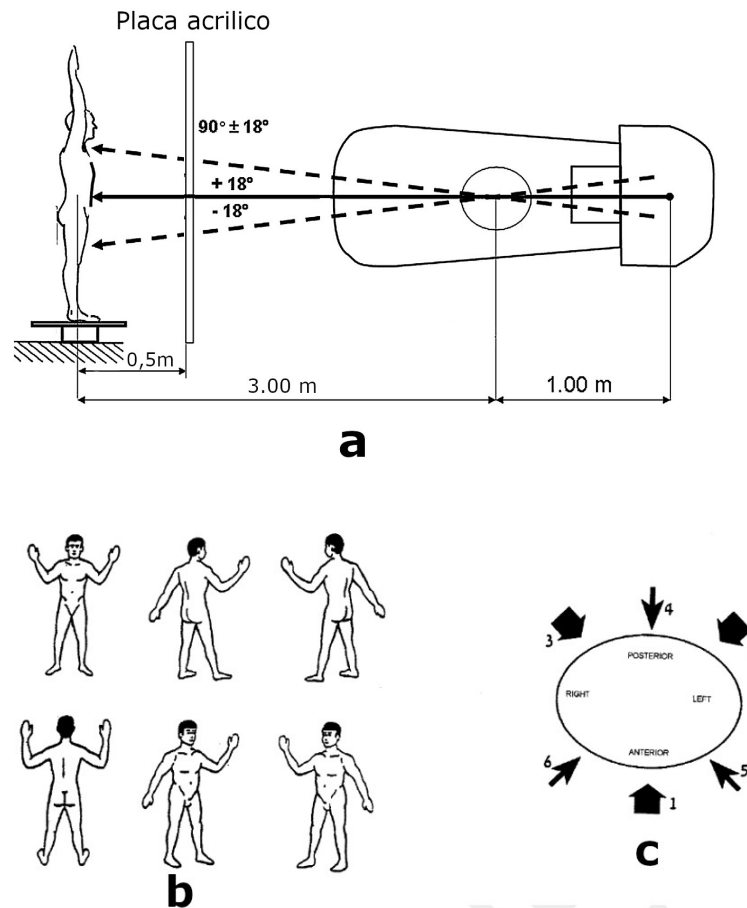 Placa acrilico
90° ± 18°
+ 18°
- 18°
0,5m
3.00 m
1.00 m
a
3
4
POSTERIOR
RIGHT
LEFT
ANTERIOR
6
5
1
b
c